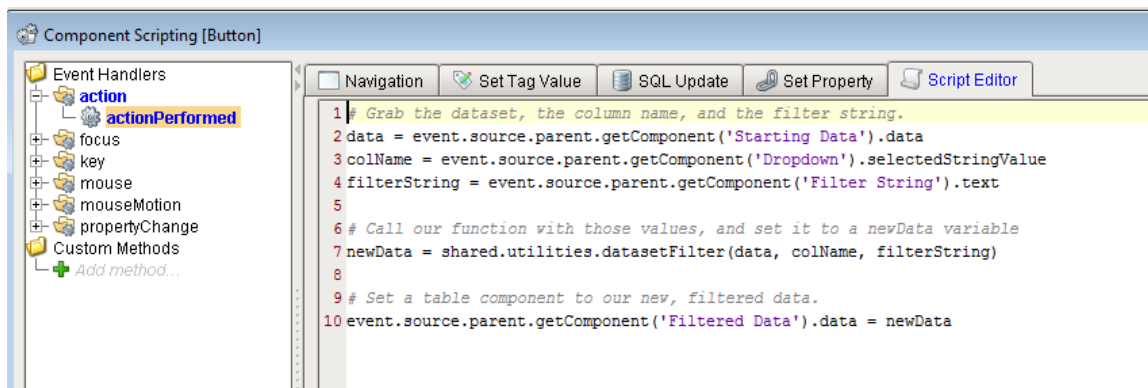 Component Scripting [Button]
Event Handlers
action
actionPerformed
focus
key
mouse
mouseMotion
propertyChange
Custom Methods
Add method...
Navigation
Set Tag Value
SQL Update
Set Property
Script Editor
1 # Grab the dataset, the column name, and the filter string.
2 data = event.source.parent.getComponent('Starting Data').data
3 colName = event.source.parent.getComponent('Dropdown').selectedStringValue
4 filterString = event.source.parent.getComponent('Filter String').text
5
6 # Call our function with those values, and set it to a newData variable
7 newData = shared.utilities.datasetFilter(data, colName, filterString)
8
9 # Set a table component to our new, filtered data.
10 event.source.parent.getComponent('Filtered Data').data = newData